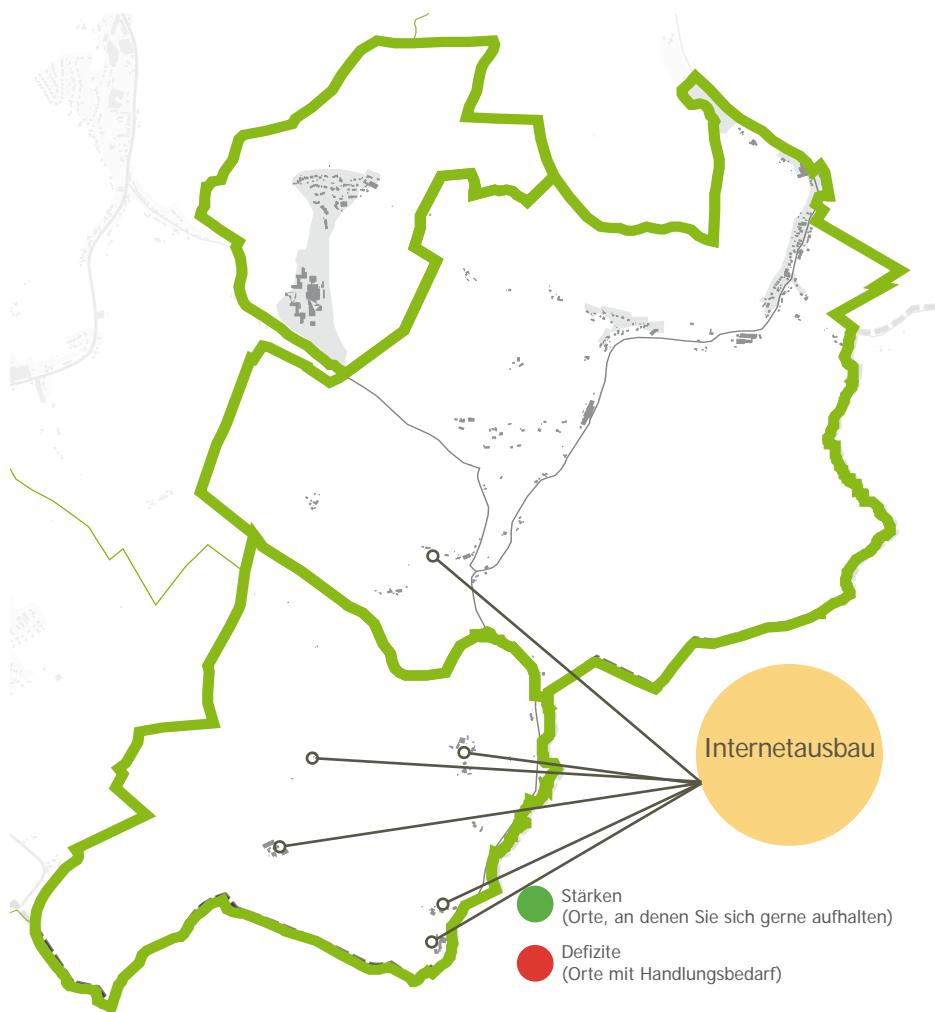 Internetausbau
Stärken
(Orte, an denen Sie sich gerne aufhalten)
Defizite
(Orte mit Handlungsbedarf)